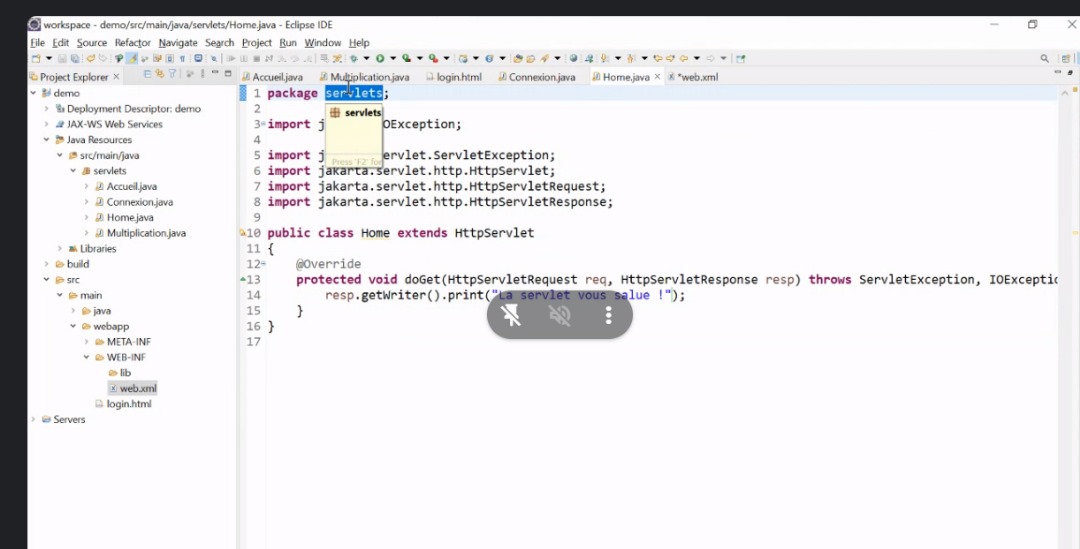 workspace - demo/src/main/java/servlets/Home.java - Eclipse IDE
File Edit Source Refactor Navigate Search Project Run Window Help
Project Explorer
Accueil.java Multiplication.java login.html Connexion.java Home.java *web.xml
demo
Deployment Descriptor: demo
JAX-WS Web Services
Java Resources
src/main/java
servlets
Accueil.java
Connexion.java
Home.java
Multiplication.java
Libraries
build
src
main
java
webapp
META-INF
WEB-INF
lib
web.xml
login.html
Servers
1 package servlets;
2
3 import j OException;
4
5 import j ervlet.ServletException;
6 import jakarta.servlet.http.HttpServlet;
7 import jakarta.servlet.http.HttpServletRequest;
8 import jakarta.servlet.http.HttpServletResponse;
9
10 public class Home extends HttpServlet
11 {
12 @Override
13 protected void doGet(HttpServletRequest req, HttpServletResponse resp) throws ServletException, IOExceptio
14 resp.getWriter().print("La servlet vous salue !");
15 }
16 }
17
servlets
Press 'F2' for